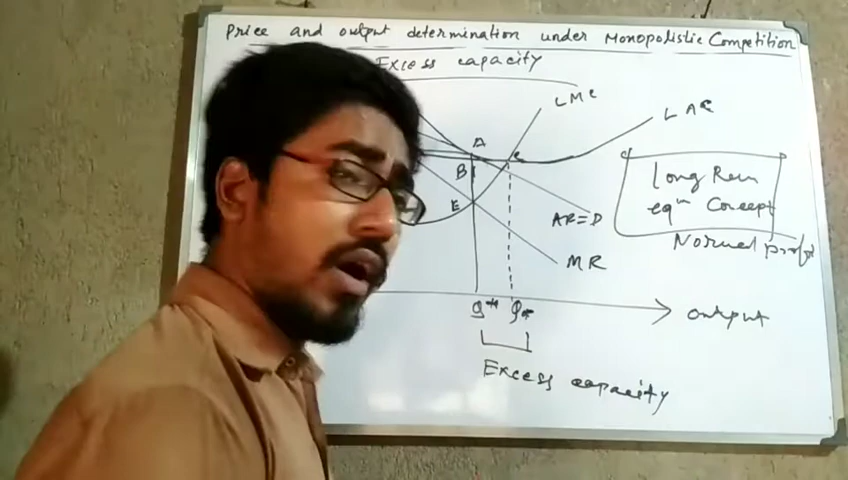 Price and output determination under Monopolistic Competition
Excess capacity
LMC
LAC
A
C
B
E
Long Run
eqm Concept
Normal profit
AR=D
MR
q** q*
output
Excess capacity